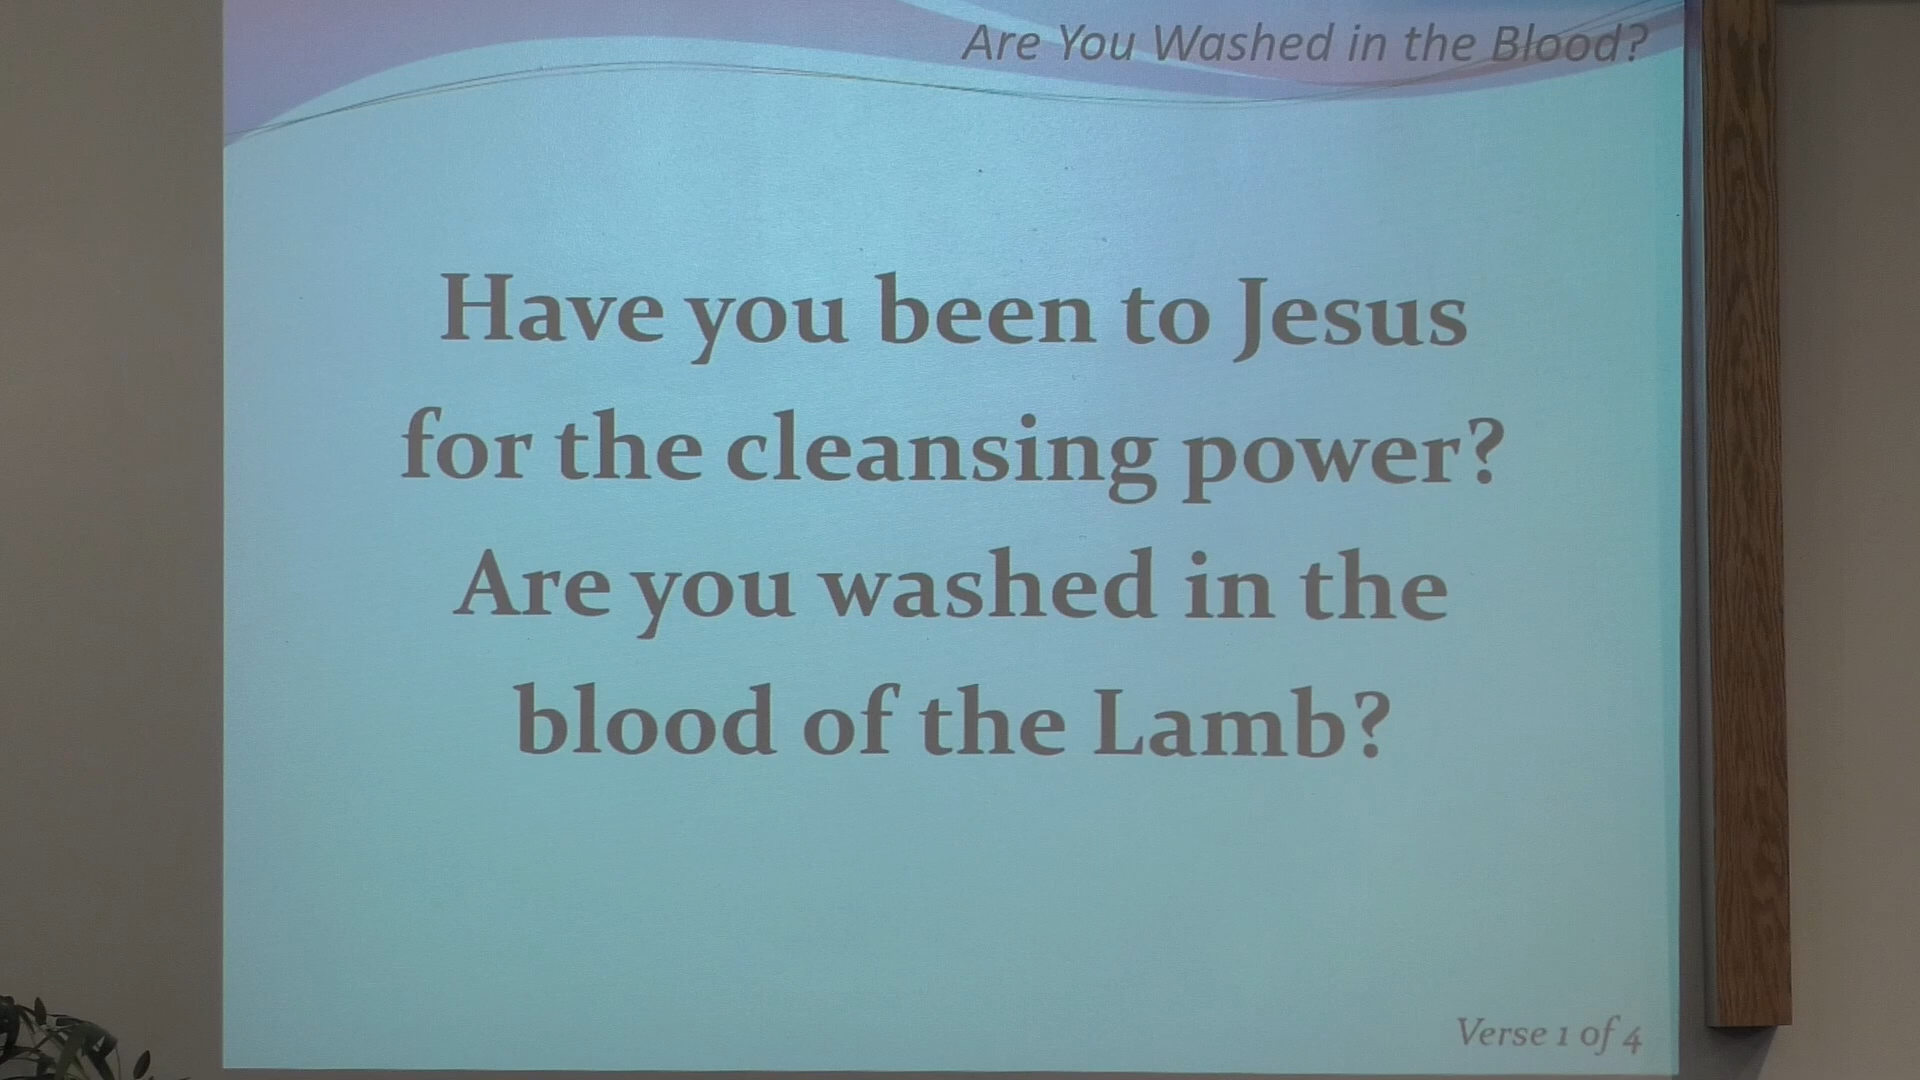 Are You Washed in the Blood?
Have you been to Jesus
for the cleansing power?
Are you washed in the
blood of the Lamb?
Verse 1 of 4